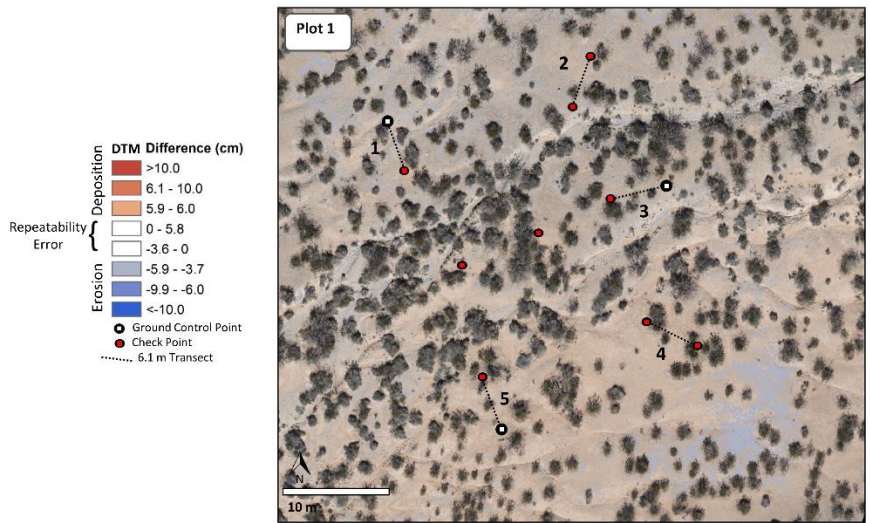 Plot 1
DTM Difference (cm)
Deposition
>10.0
6.1 - 10.0
5.9 - 6.0
Repeatability
Error
{
0 - 5.8
-3.6 - 0
Erosion
-5.9 - -3.7
-9.9 - -6.0
<-10.0
Ground Control Point
Check Point
6.1 m Transect
1
2
3
4
5
N
10 m